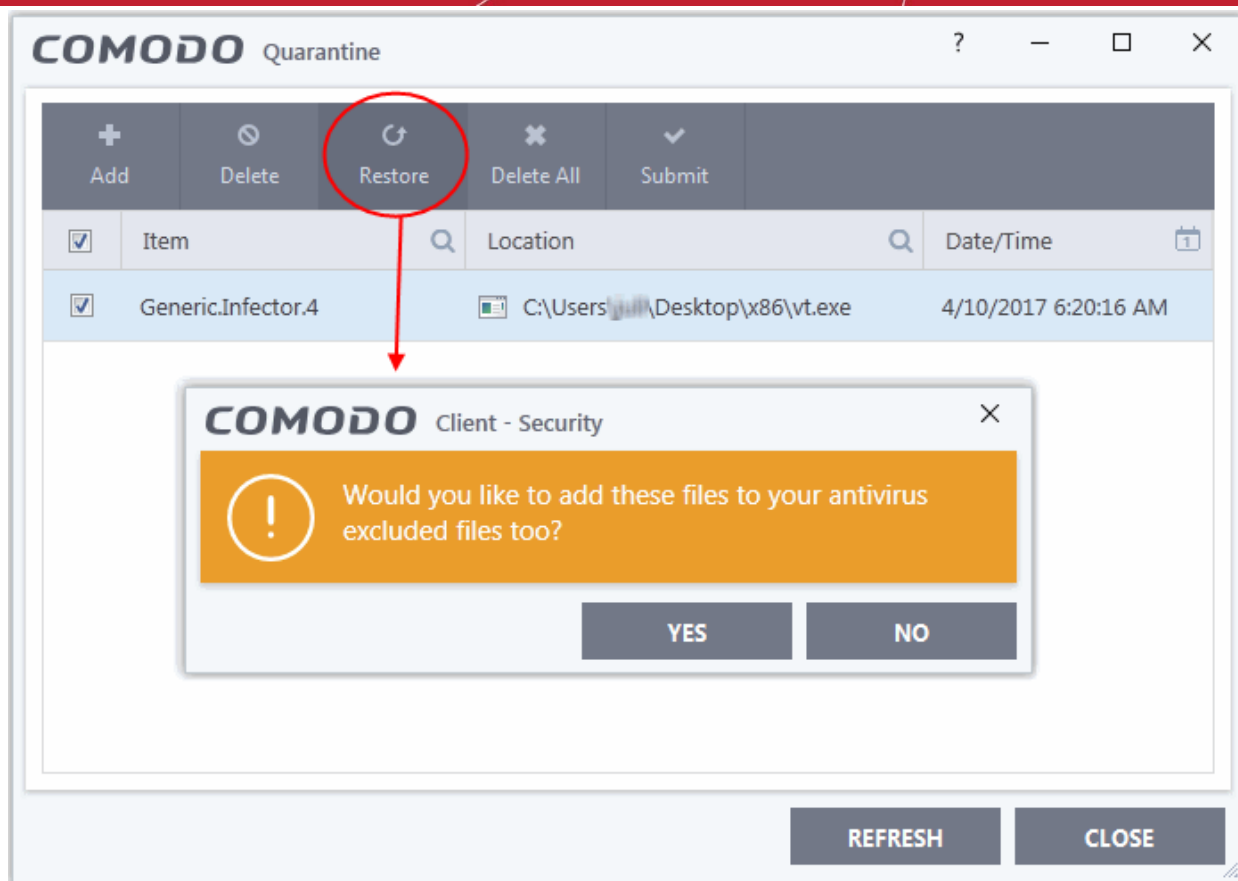 COMODO Quarantine
Add Delete Restore Delete All Submit
Item Location Date/Time
1
Generic.Infector.4 C:\Users\ \Desktop\x86\vt.exe 4/10/2017 6:20:16 AM
COMODO Client - Security
Would you like to add these files to your antivirus
excluded files too?
YES NO
REFRESH CLOSE